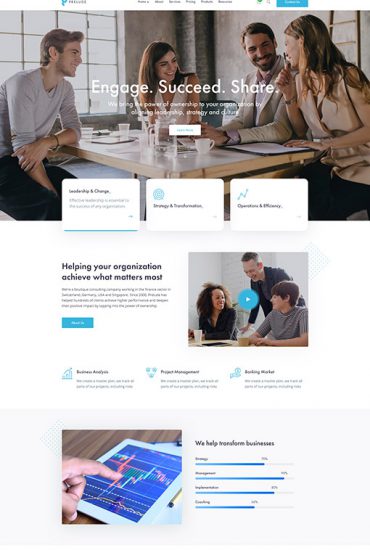 PRELUDE
Home
About
Services
Pricing
Products
Resources
Contact Us
Engage. Succeed. Share.
We bring the power of ownership to your organization by
aligning leadership, strategy and culture
Learn More
Leadership & Change_
Effective leadership is essential to
the success of any organization
Strategy & Transformation_
Operations & Efficiency_
Helping your organization
achieve what matters most
We're a boutique consulting company working in the finance sector in
Switzerland, Germany, USA and Singapore. Since 2000, Prelude has
helped hundreds of clients achieve higher performance and deepen
their positive impact by tapping into the power of ownership.
About Us
Business Analysis
We create a master plan, we track all
parts of our projects, including risks
Project Management
We create a master plan, we track all
parts of our projects, including risks
Banking Market
We create a master plan, we track all
parts of our projects, including risks
We help transform businesses
Strategy 70%
Management 90%
Implementation 80%
Coaching